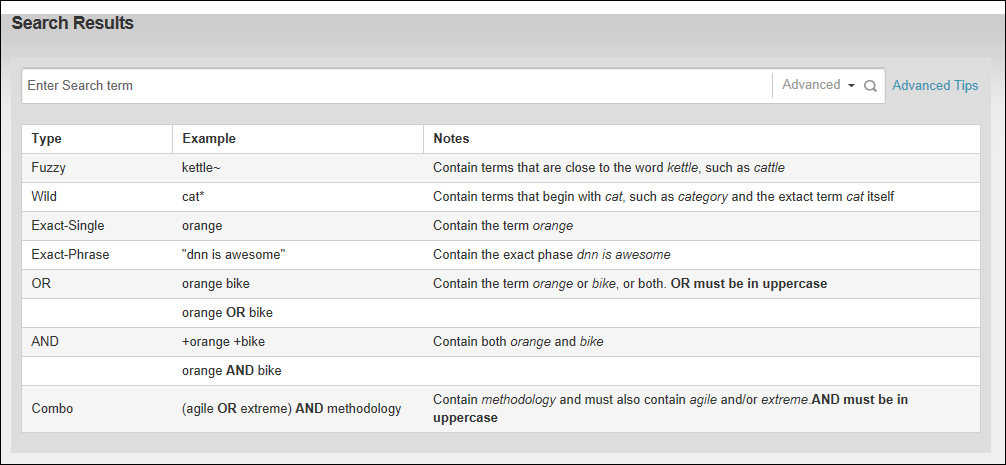 Search Results
Enter Search term Advanced Advanced Tips
Type Example Notes
Fuzzy kettle~ Contain terms that are close to the word kettle, such as cattle
Wild cat* Contain terms that begin with cat, such as category and the extact term cat itself
Exact-Single orange Contain the term orange
Exact-Phrase "dnn is awesome" Contain the exact phase dnn is awesome
OR orange bike Contain the term orange or bike, or both. OR must be in uppercase
orange OR bike
AND +orange +bike Contain both orange and bike
orange AND bike
Combo (agile OR extreme) AND methodology Contain methodology and must also contain agile and/or extreme.AND must be in
uppercase